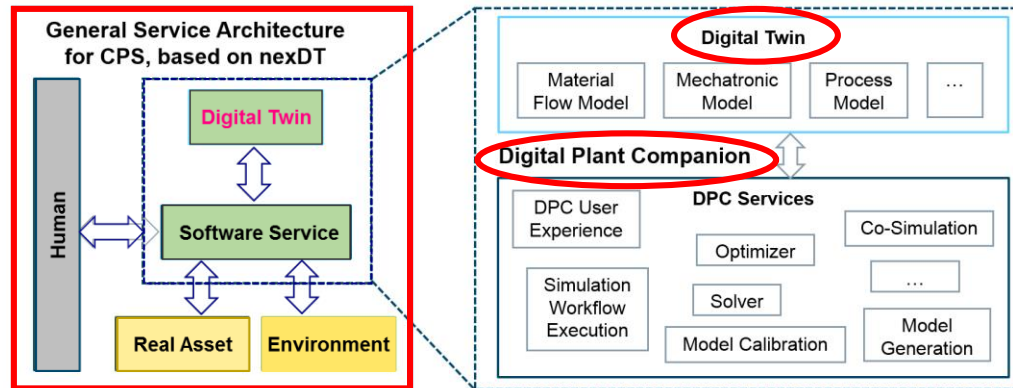 General Service Architecture
for CPS, based on nexDT
Human
Digital Twin
Software Service
Real Asset
Environment
Digital Twin
Material
Flow Model
Mechatronic
Model
Process
Model
...
Digital Plant Companion
DPC Services
DPC User
Experience
Optimizer
Co-Simulation
Simulation
Workflow
Execution
Solver
...
Model Calibration
Model
Generation